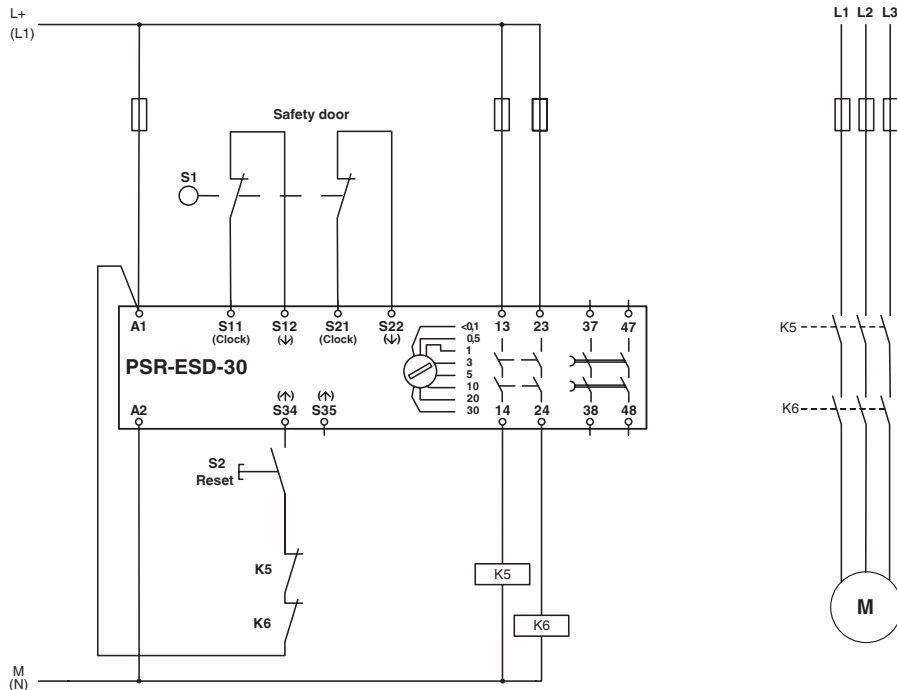 L+
(L1)
L1 L2 L3
Safety door
S1
A1 S11 S12 S21 S22 13 23 37 47
(Clock) (↓) (Clock) (↓)
<0,1
0,5
1
3
5
10
20
30
PSR-ESD-30
A2 (↑) (↑)
S34 S35 14 24 38 48
K5
K6
S2
Reset
K5 K5
K6 K6
M
M
(N)